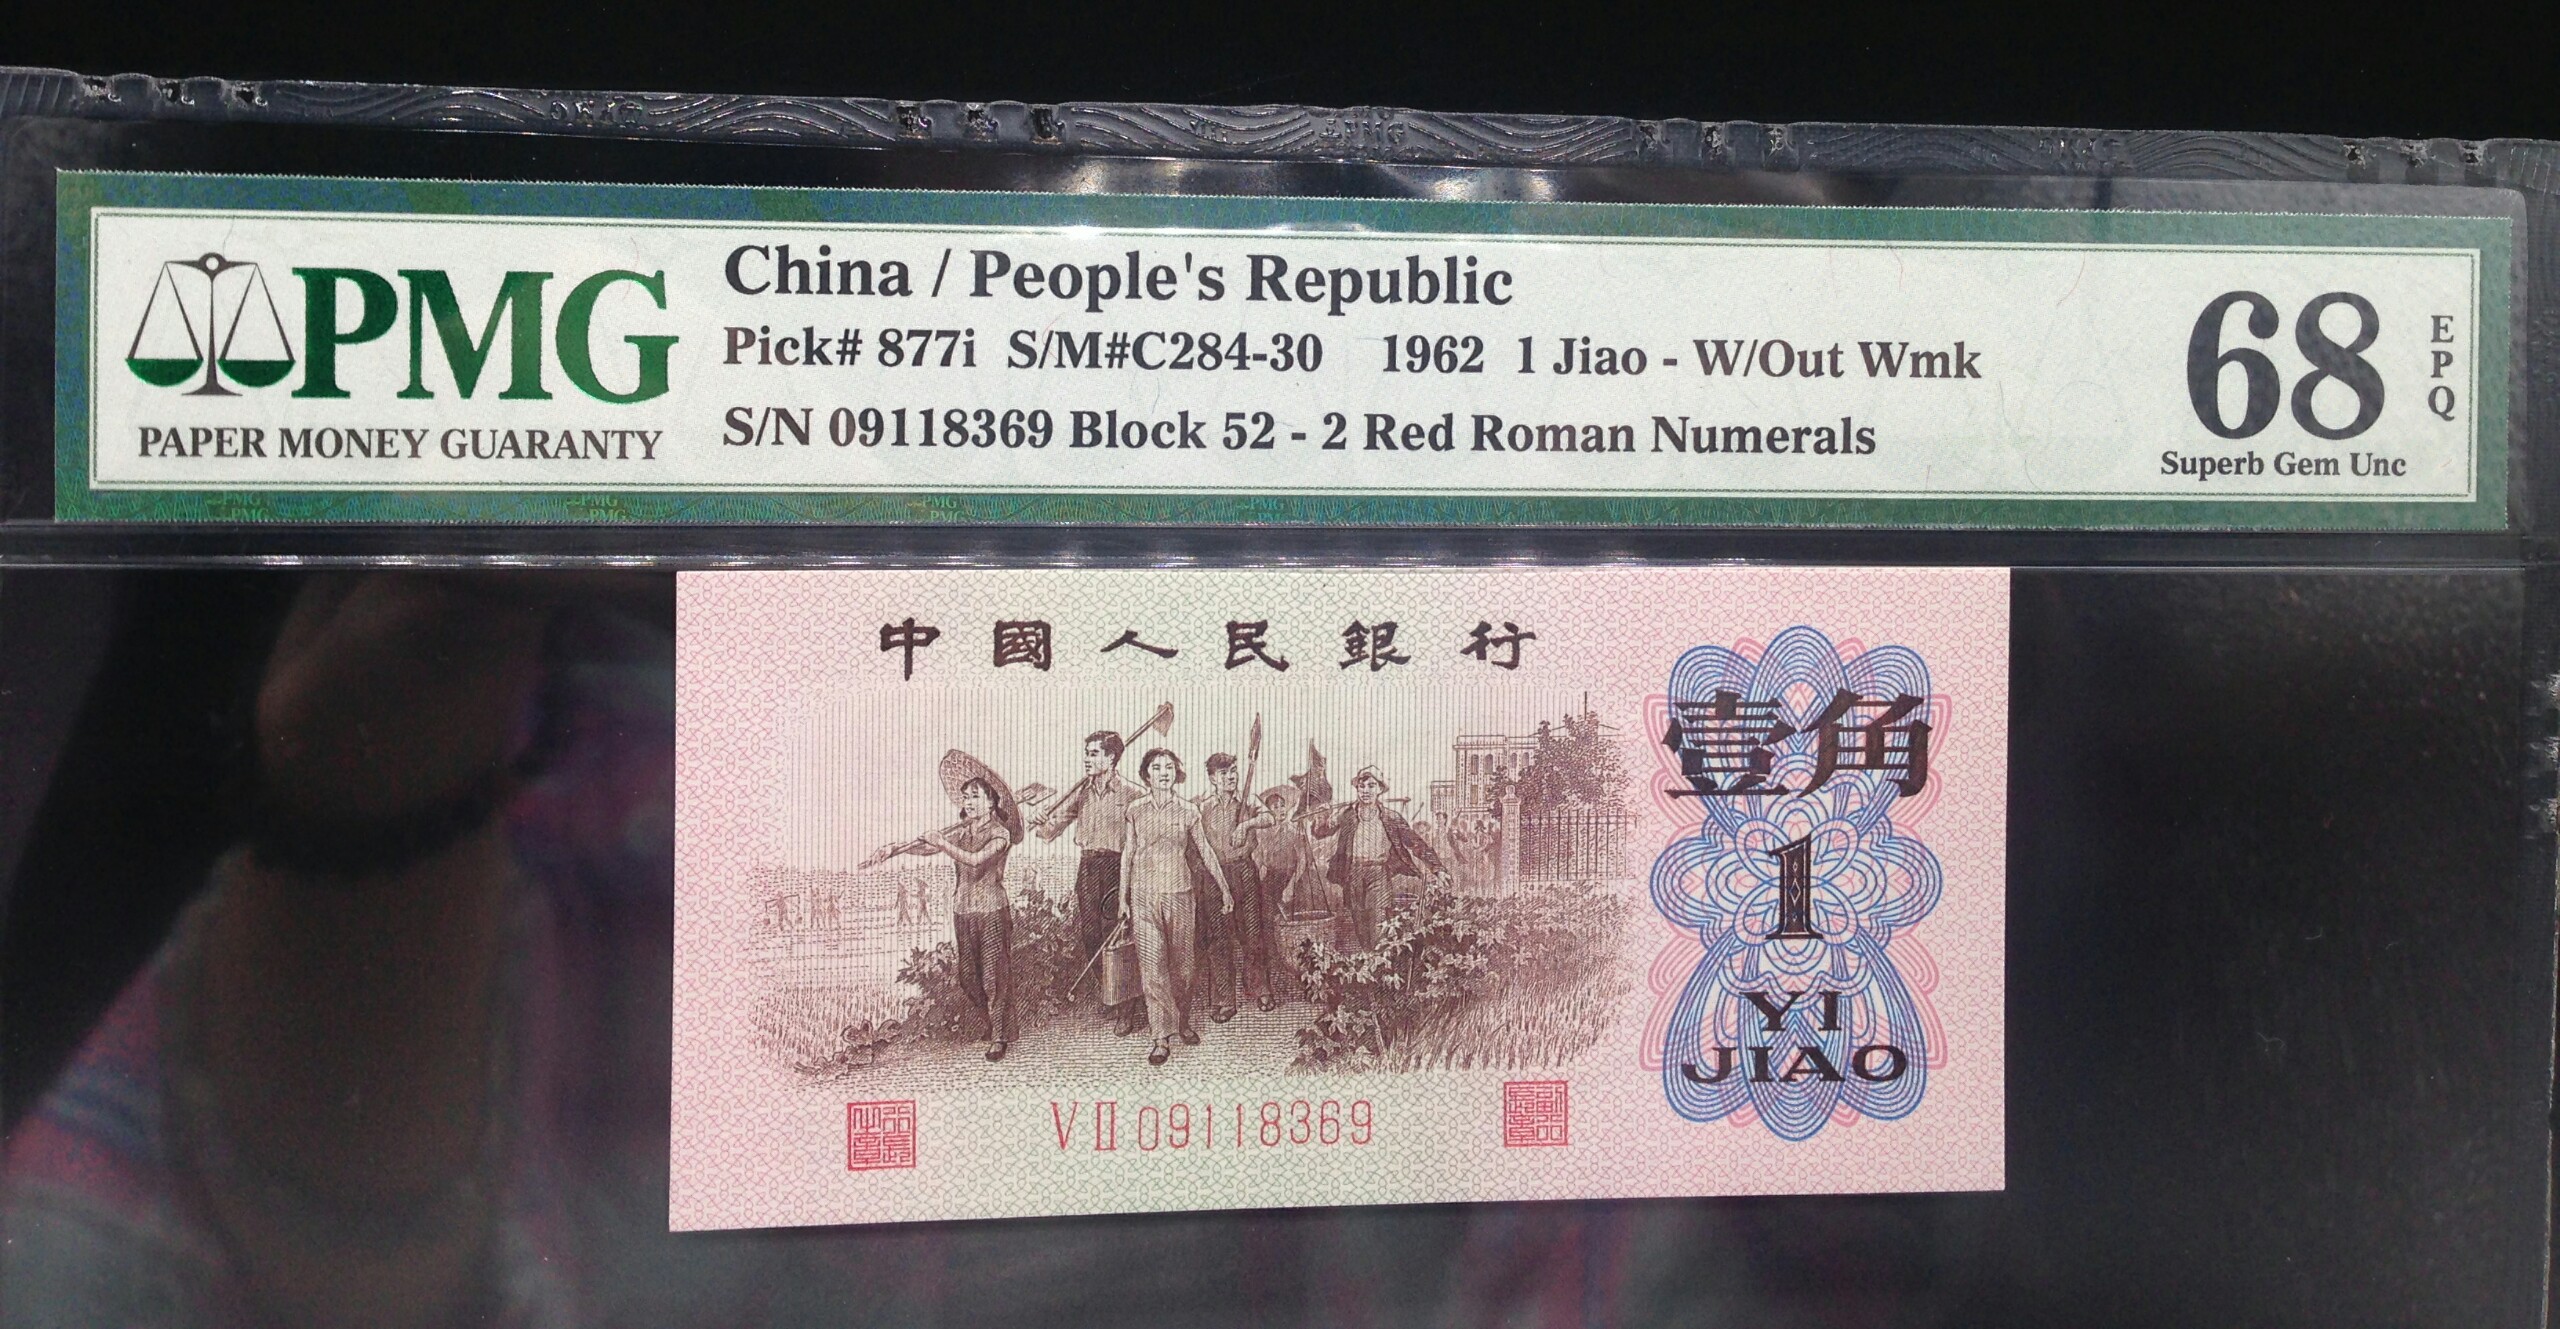 PMG
PAPER MONEY GUARANTY
China / People's Republic
Pick# 877i S/M#C284-30 1962 1 Jiao - W/Out Wmk
S/N 09118369 Block 52 - 2 Red Roman Numerals
68
EPQ
Superb Gem Unc
中國人民銀行
壹角
1
YI
JIAO
VII 09118369